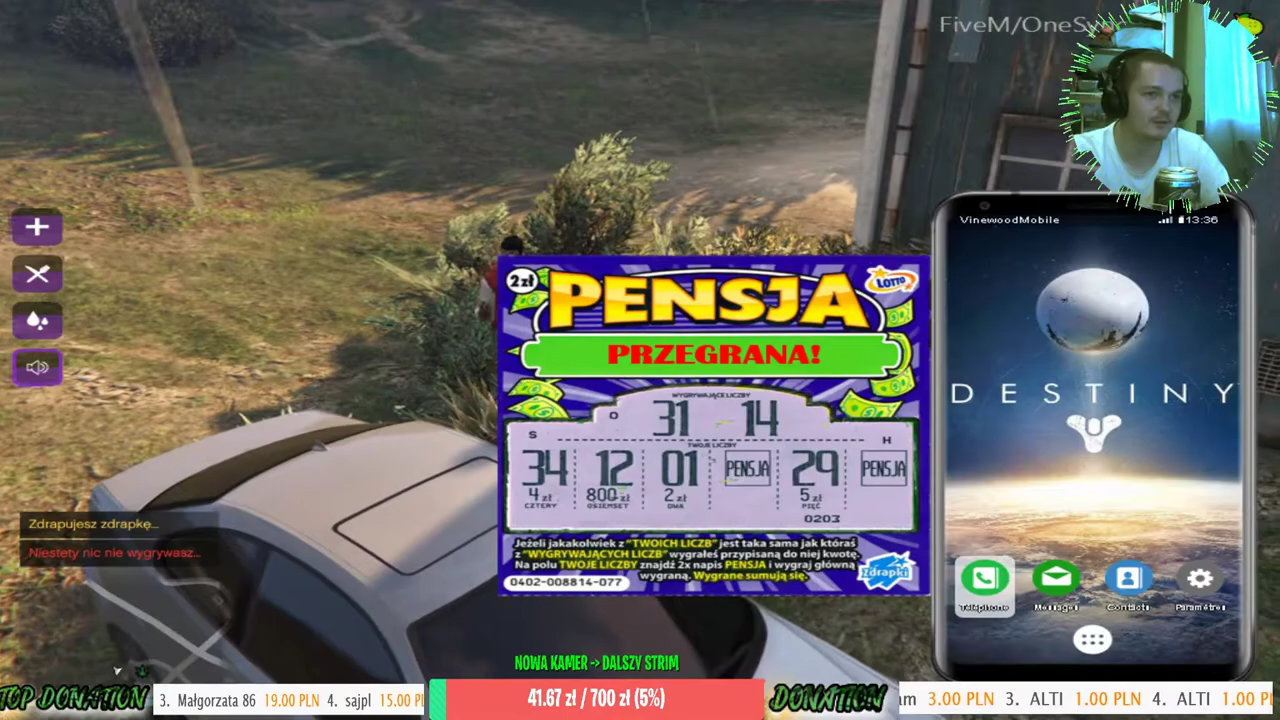 FiveM/OneSy
VinewoodMobile
13:36
2zł
PENSJA
LOTTO
PRZEGRANA!
WYGRYWAJĄCE LICZBY
O
31 14
S
H
TWOJE LICZBY
34 12 01 PENSJA 29 PENSJA
4 zł 800 zł 2 zł 5 zł
CZTERY OSIEMSET DWA PIĘĆ
0203
Jeżeli jakakolwiek z "TWOICH LICZB" jest taka sama jak któraś
z "WYGRYWAJĄCYCH LICZB" wygrałeś przypisaną do niej kwotę.
Na polu TWOJE LICZBY znajdź 2x napis PENSJA i wygraj główną
wygraną. Wygrane sumują się.
0402-008814-077
Zdrapki
DESTINY
Téléphone Messages Contacts Paramètres
Zdrapujesz zdrapkę...
Niestety nic nie wygrywasz...
NOWA KAMER -> DALSZY STRIM
TOP DONATION
3. Małgorzata 86 19.00 PLN 4. sajpl 15.00 P
41.67 zł / 700 zł (5%)
DONATION
am 3.00 PLN 3. ALTI 1.00 PLN 4. ALTI 1.00 P